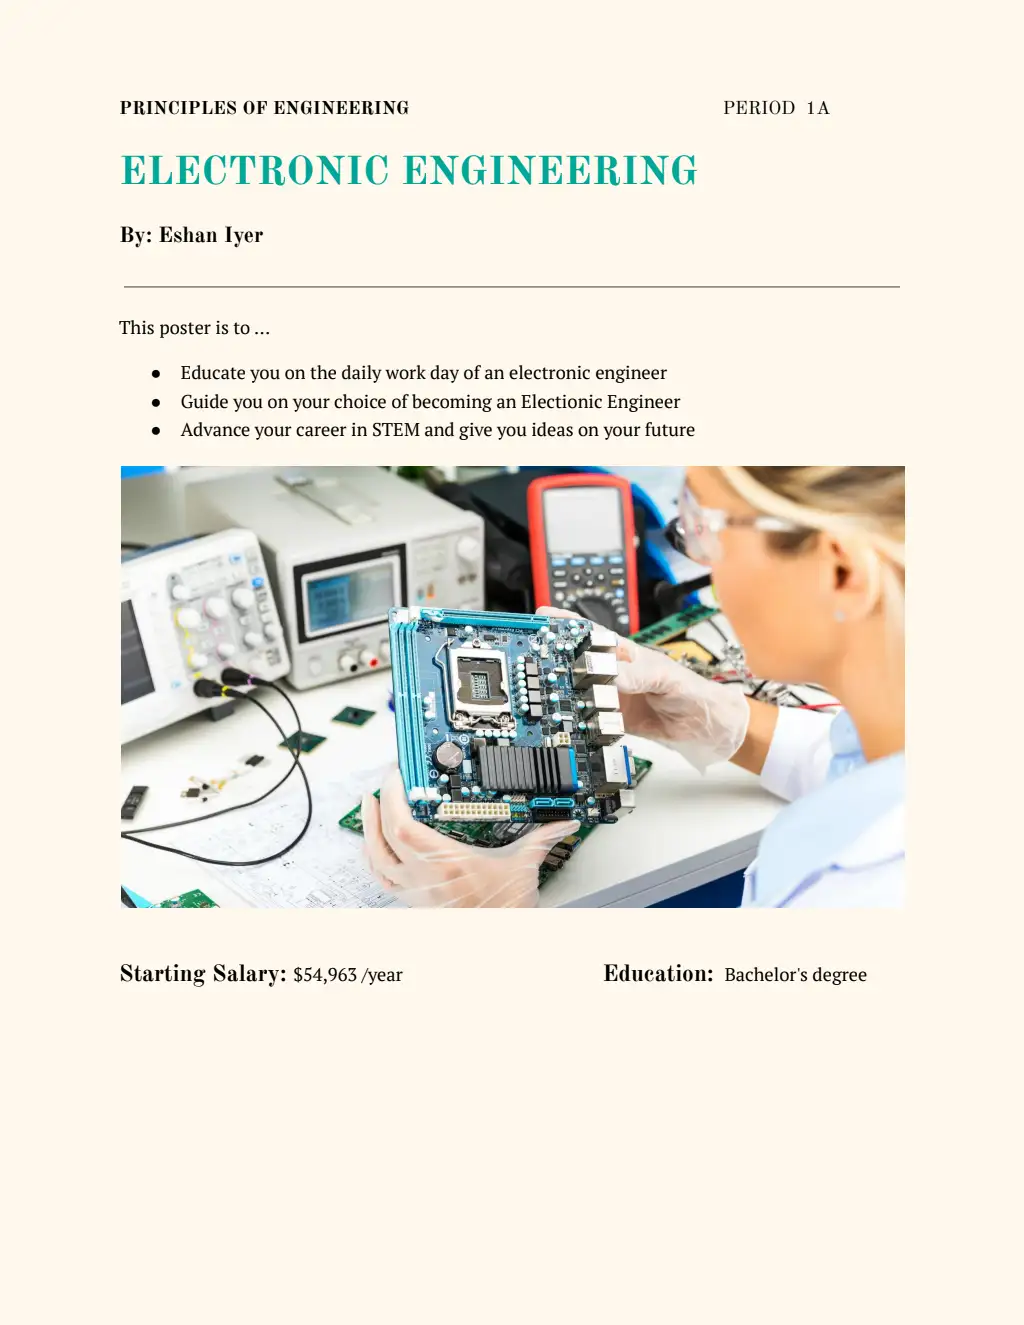 PRINCIPLES OF ENGINEERING PERIOD 1A
ELECTRONIC ENGINEERING
By: Eshan Iyer
This poster is to ...
● Educate you on the daily work day of an electronic engineer
● Guide you on your choice of becoming an Electionic Engineer
● Advance your career in STEM and give you ideas on your future
Starting Salary: $54,963 /year Education: Bachelor's degree